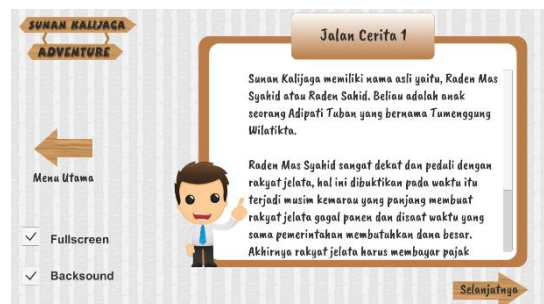 SUNAN KALIJAGA
ADVENTURE
Jalan Cerita 1
Sunan Kalijaga memiliki nama asli yaitu, Raden Mas
Syahid atau Raden Sahid. Beliau adalah anak
seorang Adipati Tuban yang bernama Tumenggung
Wilatikta.
Raden Mas Syahid sangat dekat dan peduli dengan
rakyat jelata, hal ini dibuktikan pada waktu itu
terjadi musim kemarau yang panjang membuat
rakyat jelata gagal panen dan disaat waktu yang
sama pemerintahan membutuhkan dana besar.
Akhirnya rakyat jelata harus membayar pajak
Menu Utama
Fullscreen
Backsound
Selanjutnya